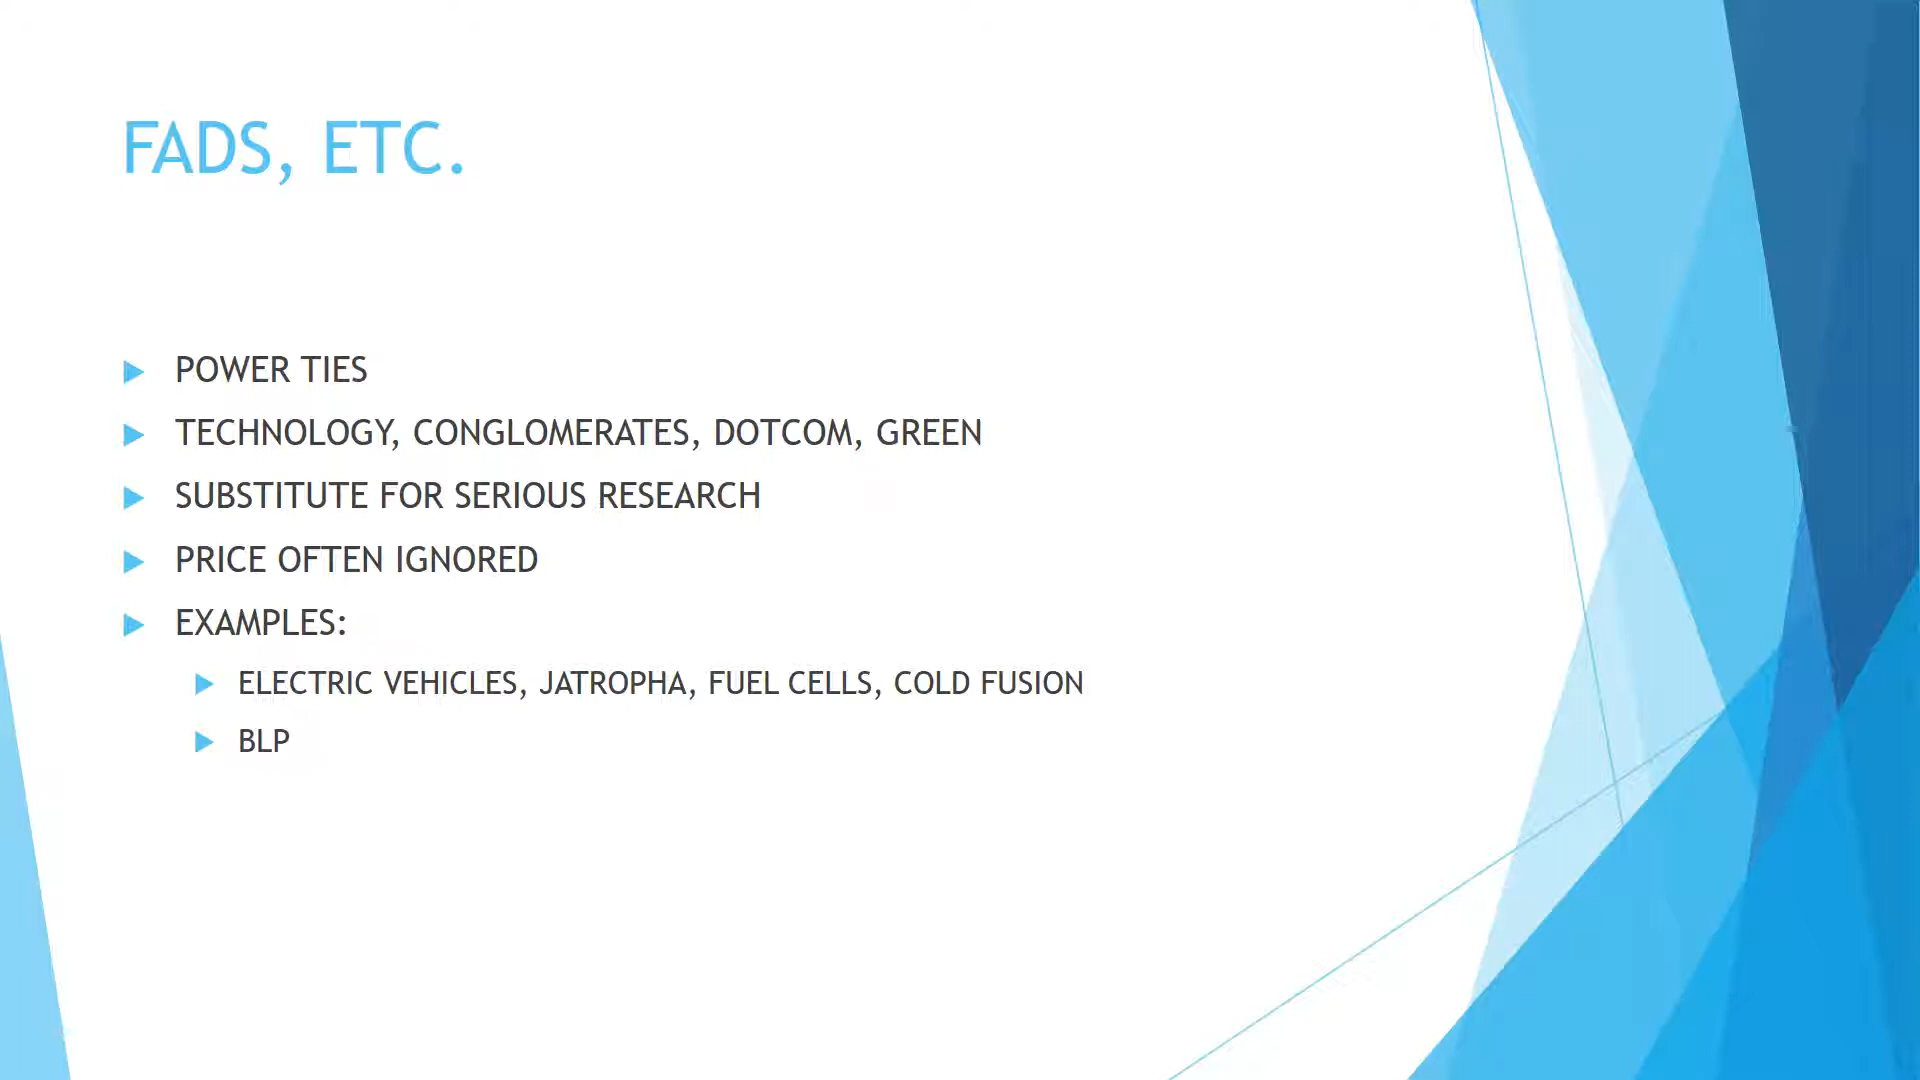 FADS, ETC.
POWER TIES
TECHNOLOGY, CONGLOMERATES, DOTCOM, GREEN
SUBSTITUTE FOR SERIOUS RESEARCH
PRICE OFTEN IGNORED
EXAMPLES:
ELECTRIC VEHICLES, JATROPHA, FUEL CELLS, COLD FUSION
BLP